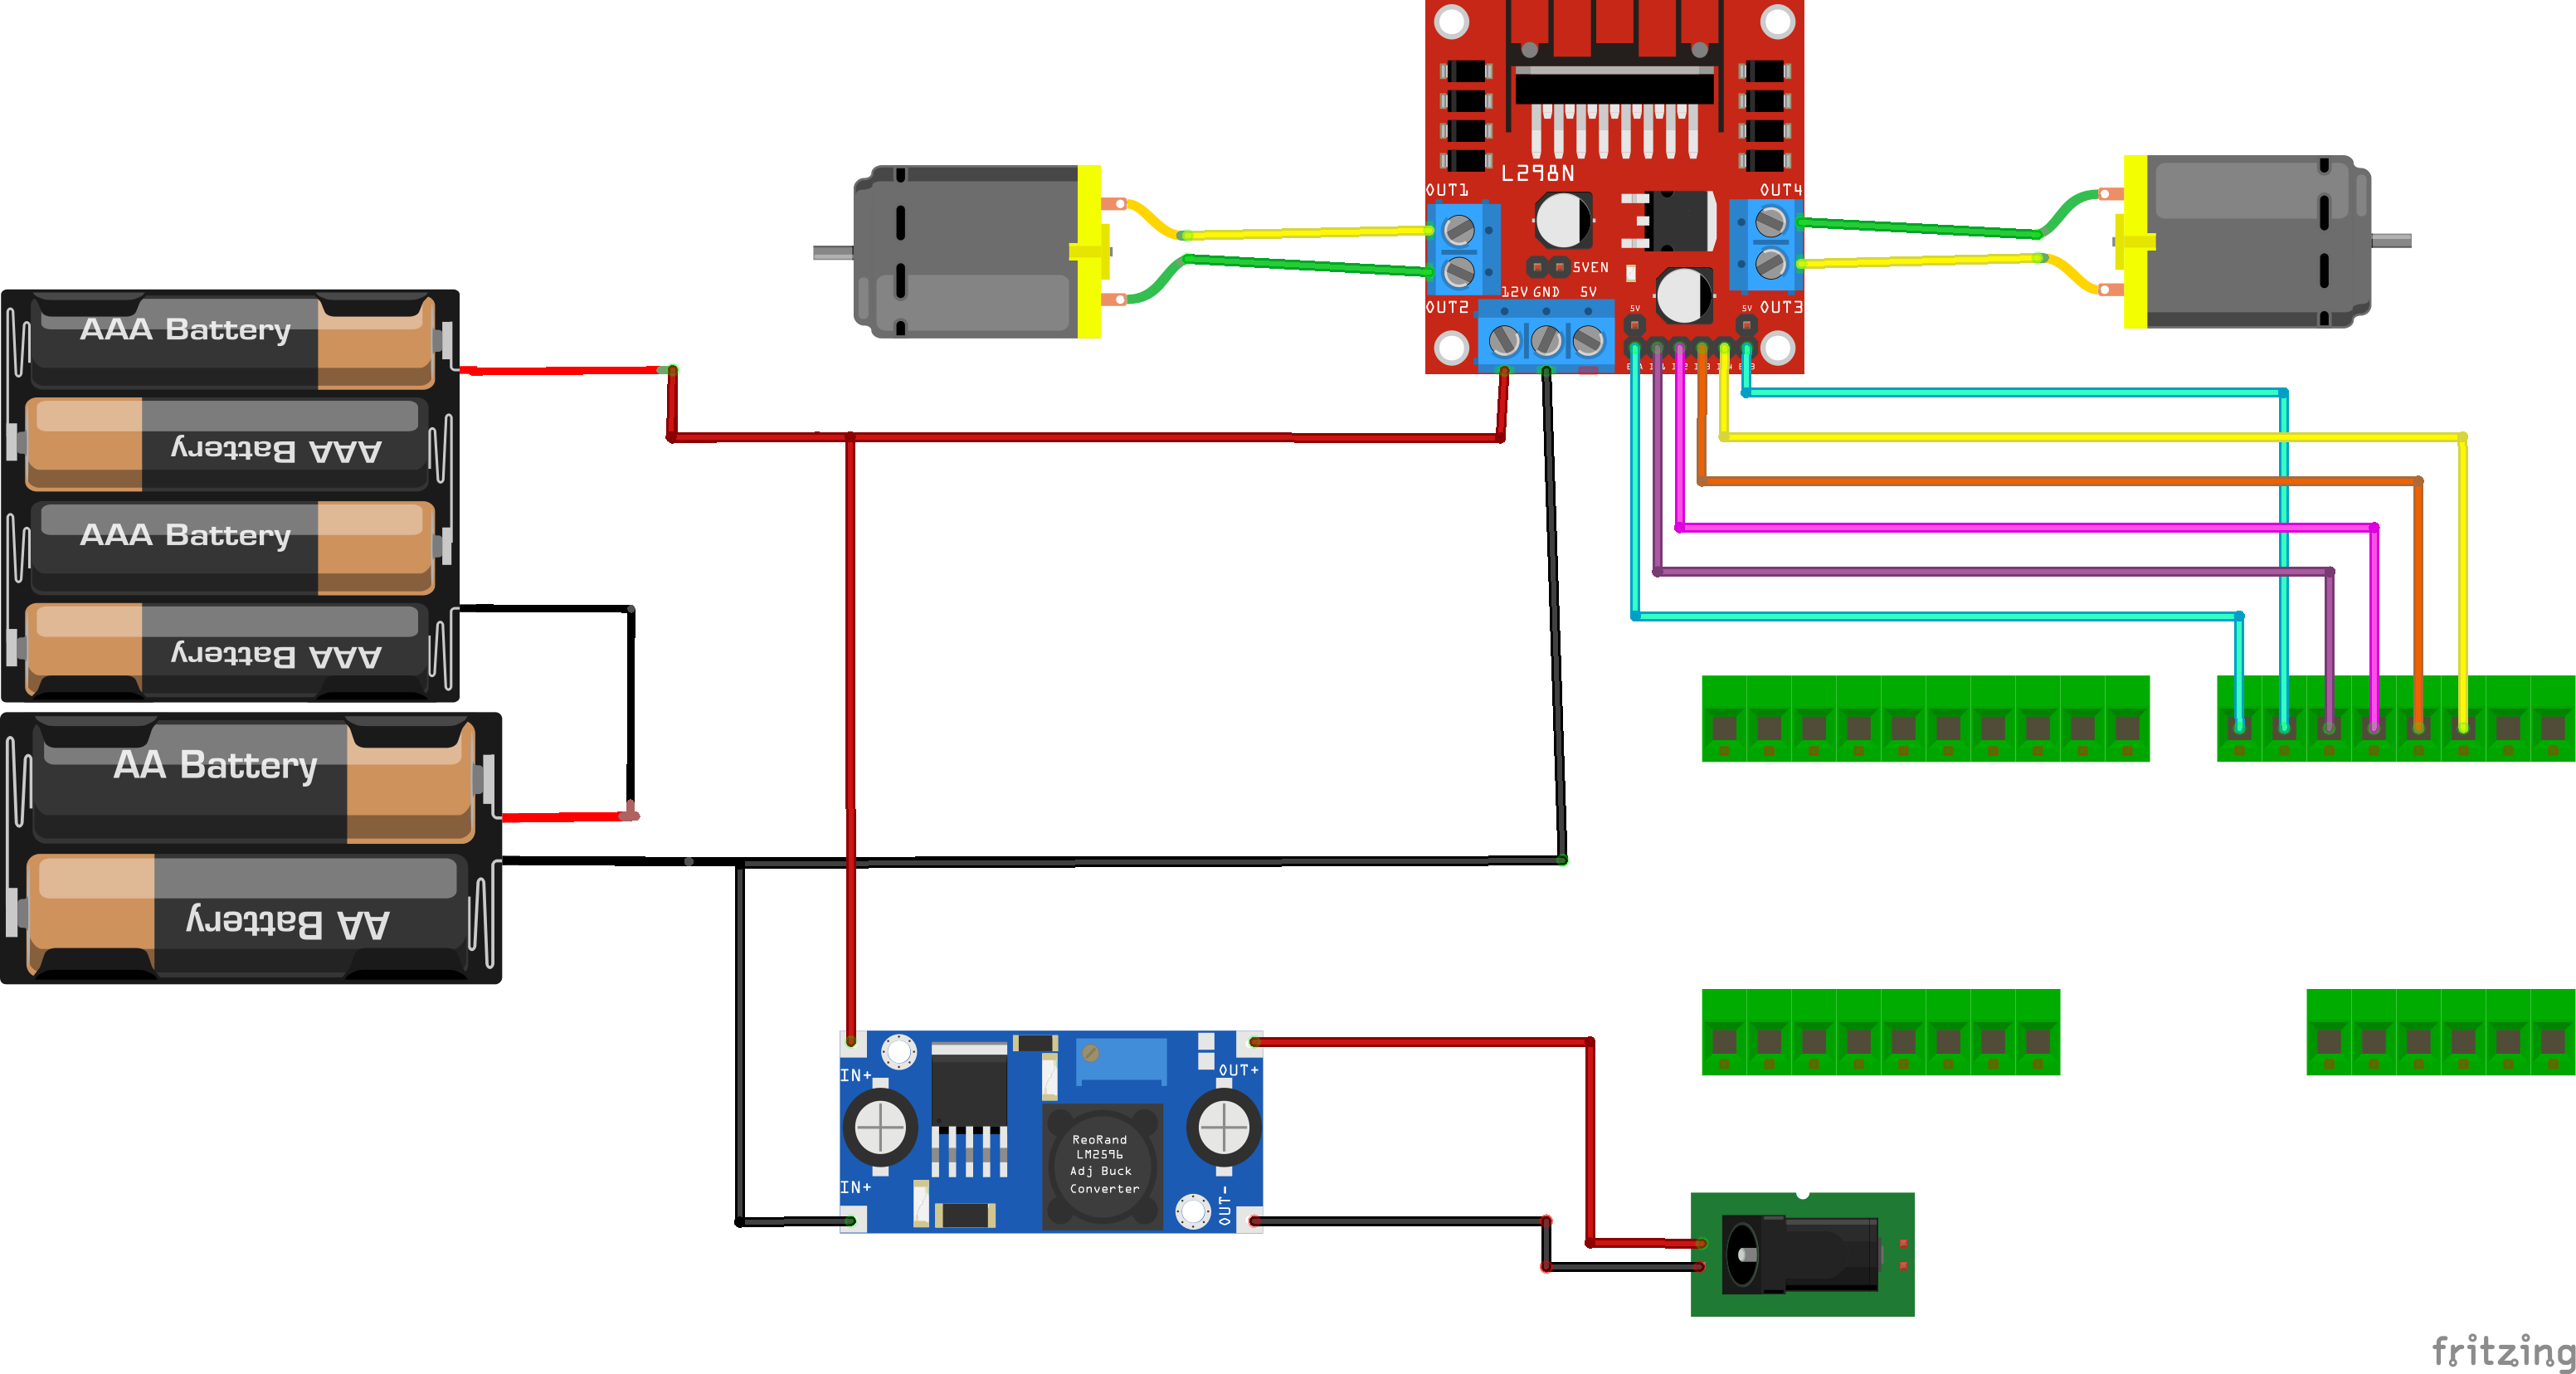 AAA Battery
AAA Battery
AAA Battery
AAA Battery
AA Battery
AA Battery
L298N
OUT1
OUT4
5VEN
12V GND 5V
OUT2
OUT3
5V
5V
IN+
OUT+
ReoRand
LM2596
Adj Buck
Converter
IN+
OUT-
fritzing